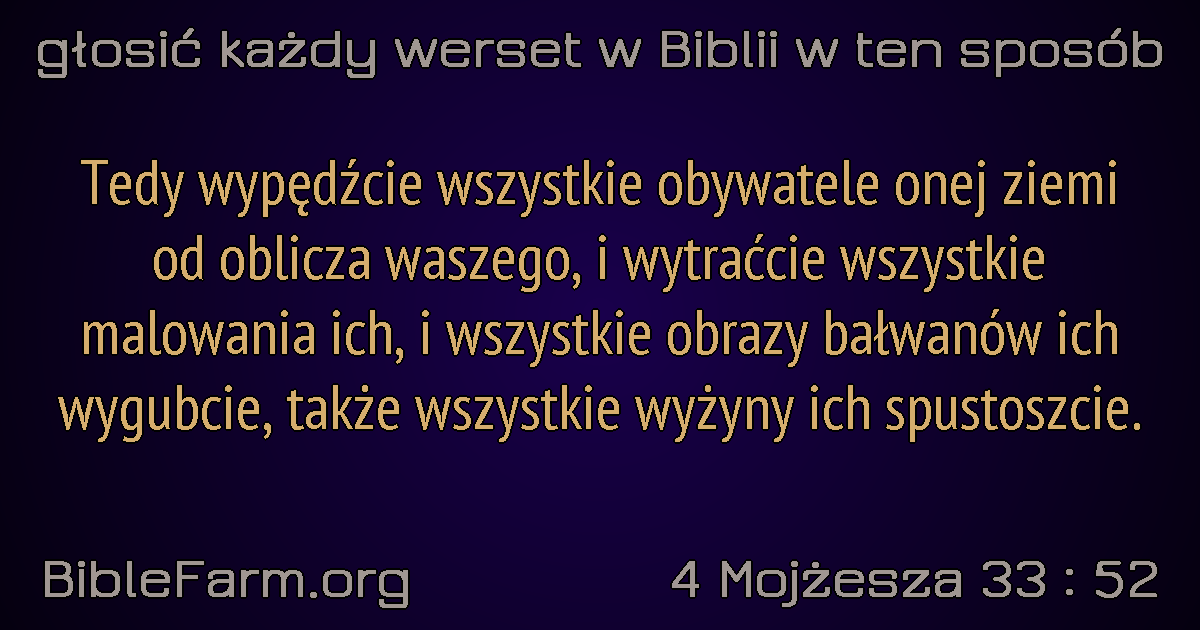 głosić każdy werset w Biblii w ten sposób
Tedy wypędźcie wszystkie obywatele onej ziemi
od oblicza waszego, i wytraćcie wszystkie
malowania ich, i wszystkie obrazy bałwanów ich
wygubcie, także wszystkie wyżyny ich spustoszcie.
BibleFarm.org
4 Mojżesza 33 : 52